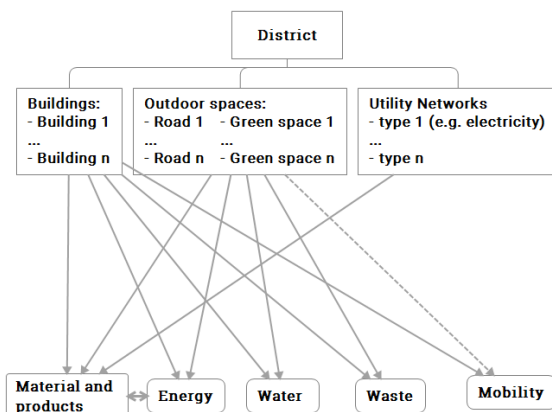 District
Buildings:
- Building 1
...
- Building n
Outdoor spaces:
- Road 1 - Green space 1
... ...
- Road n - Green space n
Utility Networks
- type 1 (e.g. electricity)
...
- type n
Material and
products
Energy
Water
Waste
Mobility